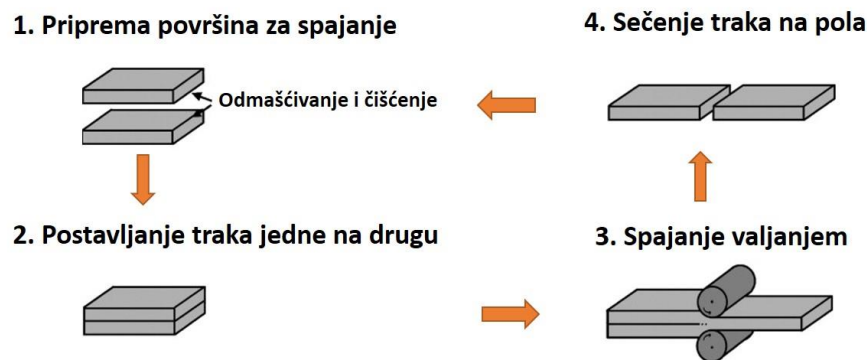 1. Priprema površina za spajanje
Odmašćivanje i čišćenje
2. Postavljanje traka jedne na drugu
3. Spajanje valjanjem
4. Sečenje traka na pola